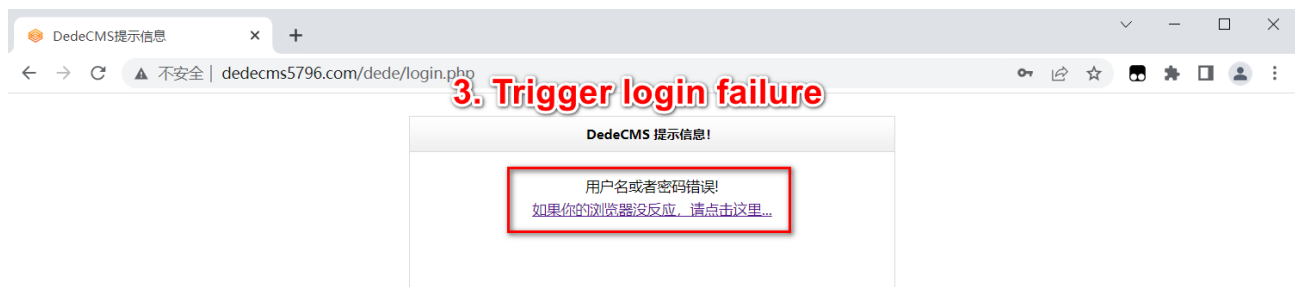 DedeCMS提示信息
不安全 | dedecms5796.com/dede/login.php
3. Trigger login failure
DedeCMS 提示信息！
用户名或者密码错误!
如果你的浏览器没反应，请点击这里...